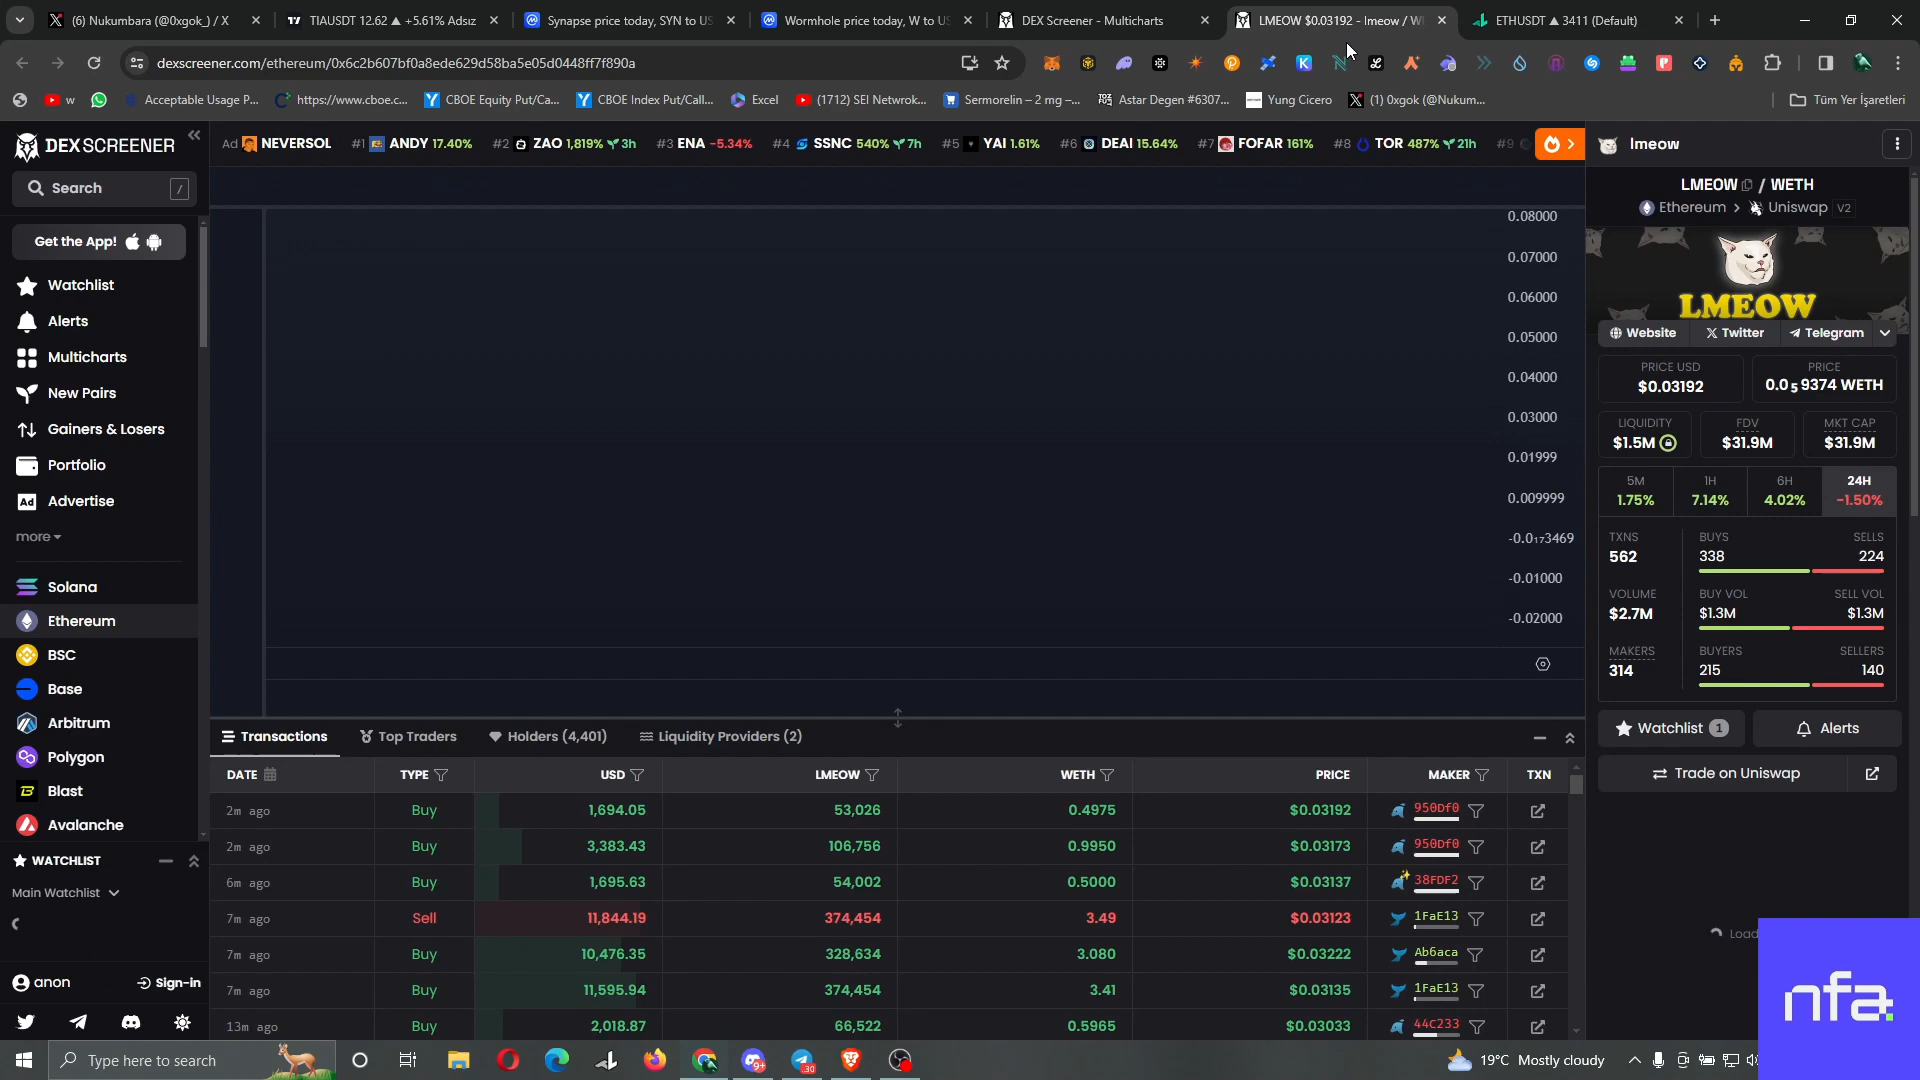 (6) Nukumbara (@0xgok_) / X
TIAUSDT 12.62 ▲ +5.61% Adsız
Synapse price today, SYN to US
Wormhole price today, W to U
DEX Screener - Multicharts
LMEOW $0.03192 - lmeow / W
ETHUSDT ▲ 3411 (Default)
dexscreener.com/ethereum/0x6c2b607bf0a8ede629d58ba5e05d0448ff7f890a
w
Acceptable Usage P...
https://www.cboe.c...
CBOE Equity Put/Ca...
CBOE Index Put/Call...
Excel
(1712) SEI Netwrok...
Sermorelin – 2 mg –...
Astar Degen #6307...
Yung Cicero
(1) 0xgok (@Nukum...
Tüm Yer İşaretleri
DEXSCREENER
Search /
Get the App!
Watchlist
Alerts
Multicharts
New Pairs
Gainers & Losers
Portfolio
Ad Advertise
more
Solana
Ethereum
BSC
Base
Arbitrum
Polygon
Blast
Avalanche
WATCHLIST
Main Watchlist
anon Sign-in
Ad NEVERSOL #1 ANDY 17.40% #2 ZAO 1,819% 3h #3 ENA -5.34% #4 SSNC 540% 7h #5 YAI 1.61% #6 DEAI 15.64% #7 FOFAR 161% #8 TOR 487% 21h #9
0.08000
0.07000
0.06000
0.05000
0.04000
0.03000
0.01999
0.009999
-0.0₁₇3469
-0.01000
-0.02000
Transactions Top Traders Holders (4,401) Liquidity Providers (2)
DATE TYPE USD LMEOW WETH PRICE MAKER TXN
2m ago Buy 1,694.05 53,026 0.4975 $0.03192 950Df0
2m ago Buy 3,383.43 106,756 0.9950 $0.03173 950Df0
6m ago Buy 1,695.63 54,002 0.5000 $0.03137 38FDF2
7m ago Sell 11,844.19 374,454 3.49 $0.03123 1FaE13
7m ago Buy 10,476.35 328,634 3.080 $0.03222 Ab6aca
7m ago Buy 11,595.94 374,454 3.41 $0.03135 1FaE13
13m ago Buy 2,018.87 66,522 0.5965 $0.03033 44C233
lmeow
LMEOW / WETH
Ethereum > Uniswap V2
LMEOW
Website Twitter Telegram
PRICE USD PRICE
$0.03192 0.0₅9374 WETH
LIQUIDITY FDV MKT CAP
$1.5M $31.9M $31.9M
5M 1H 6H 24H
1.75% 7.14% 4.02% -1.50%
TXNS BUYS SELLS
562 338 224
VOLUME BUY VOL SELL VOL
$2.7M $1.3M $1.3M
MAKERS BUYERS SELLERS
314 215 140
Watchlist 1 Alerts
Trade on Uniswap
nfa.
Type here to search
9+
30
19°C Mostly cloudy